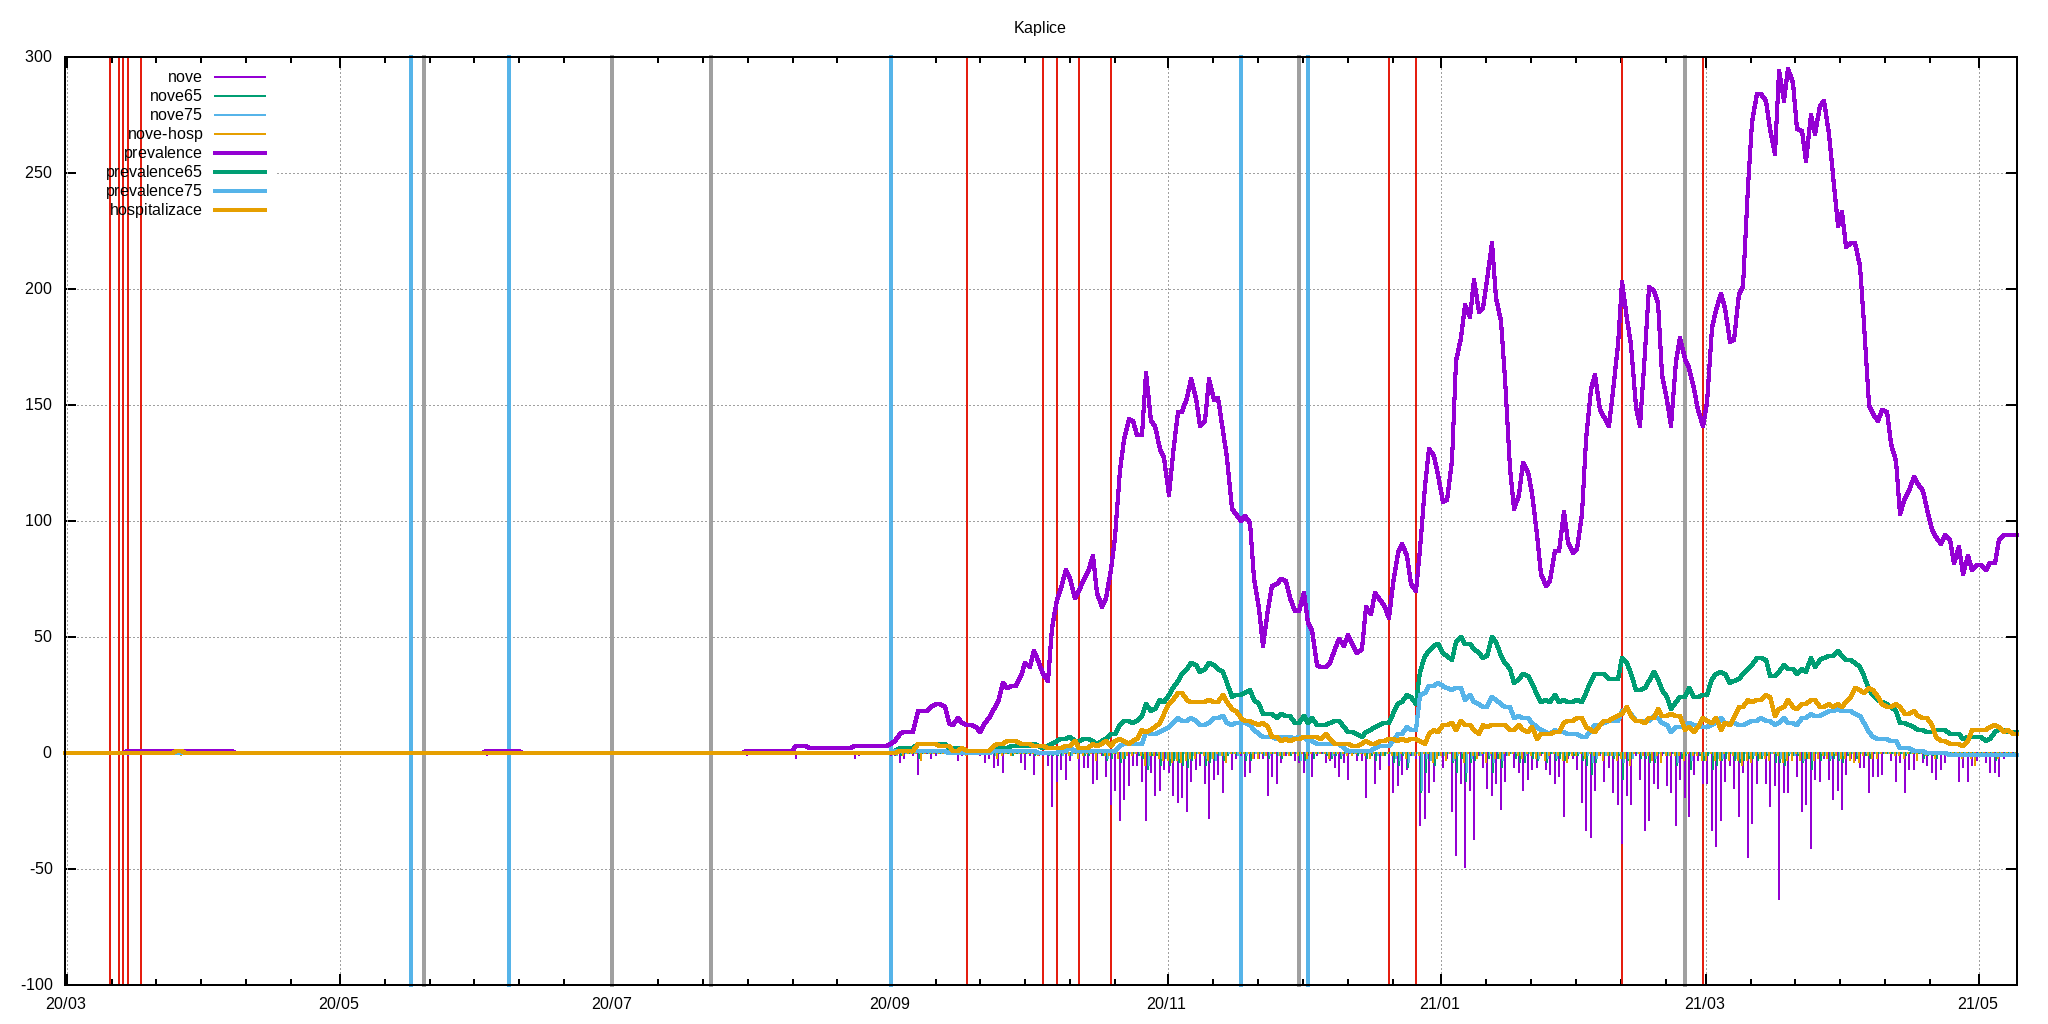 Kaplice
300
250
200
150
100
50
0
-50
-100
nove
nove65
nove75
nove-hosp
prevalence
prevalence65
prevalence75
hospitalizace
20/03 20/05 20/07 20/09 20/11 21/01 21/03 21/05